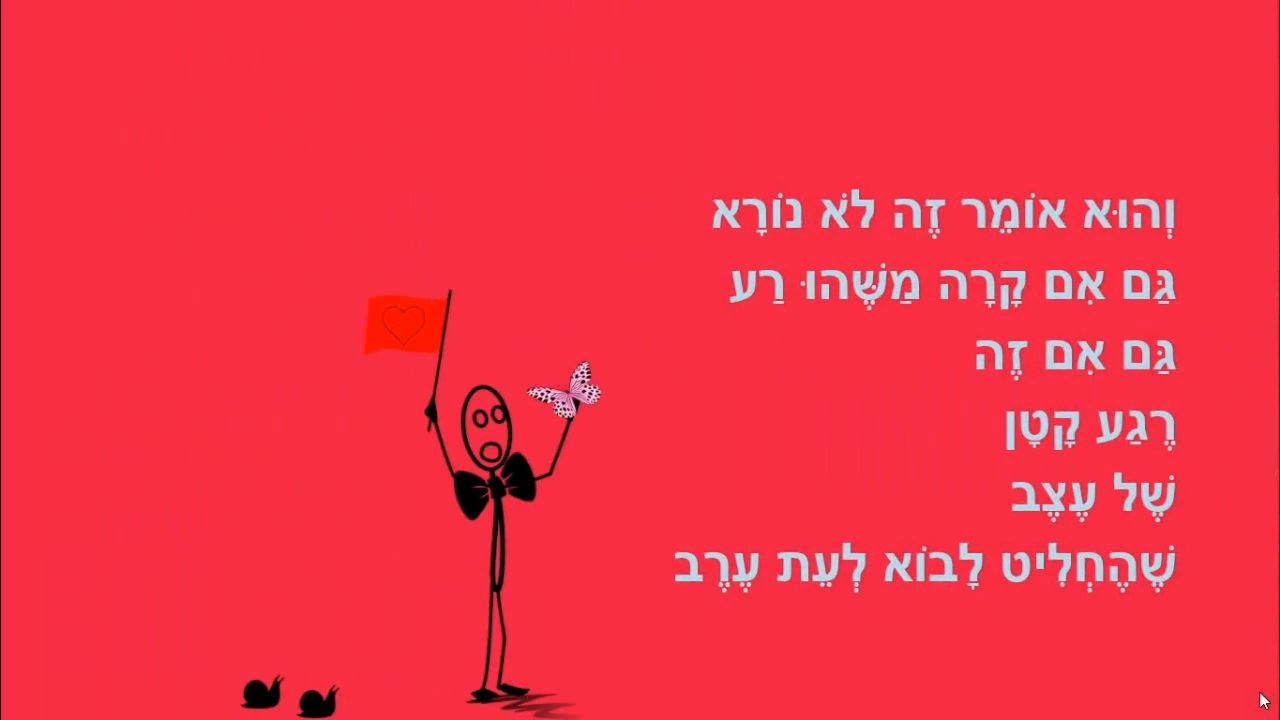 וְהוּא אוֹמֵר זֶה לֹא נוֹרָא
גַּם אִם קָרָה מַשֶּׁהוּ רַע
גַּם אִם זֶה
רֶגַע קָטָן
שֶׁל עֶצֶב
שֶׁהֶחְלִיט לָבוֹא לְעֵת עֶרֶב